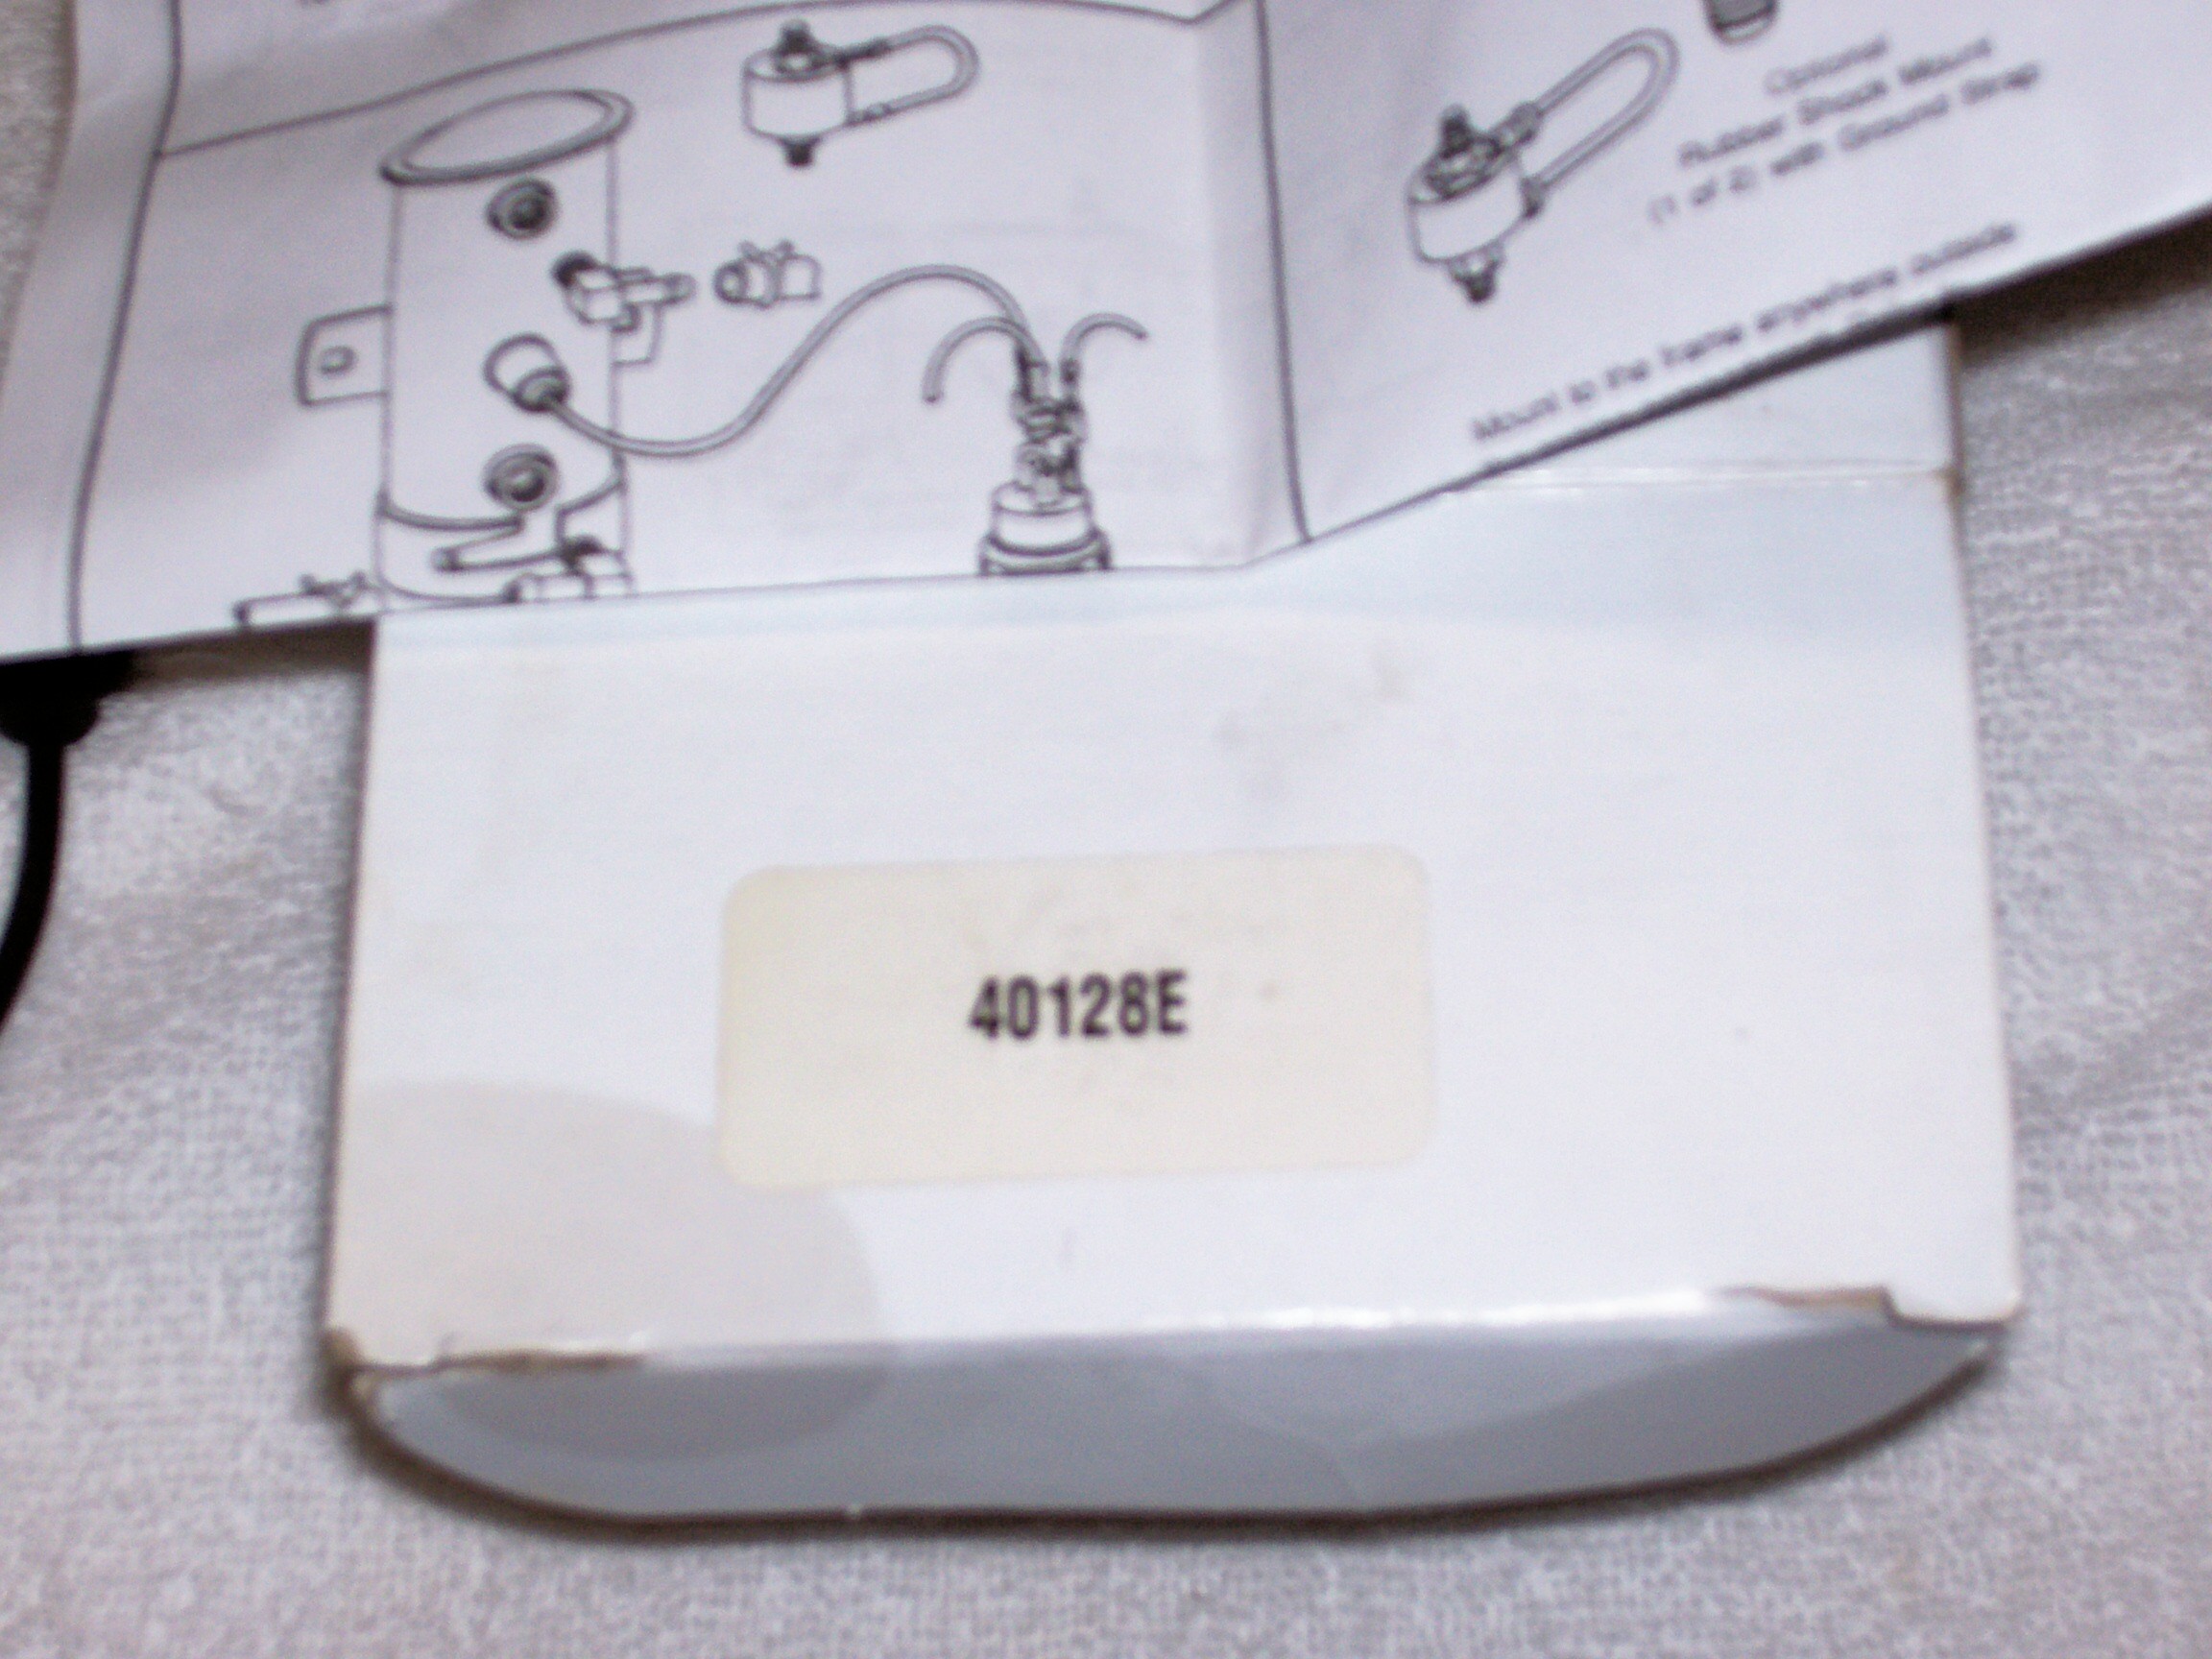 Optional
Rubber Shock Mount
(1 of 2) with Ground Strap
Mount to the frame anywhere outside
40128E